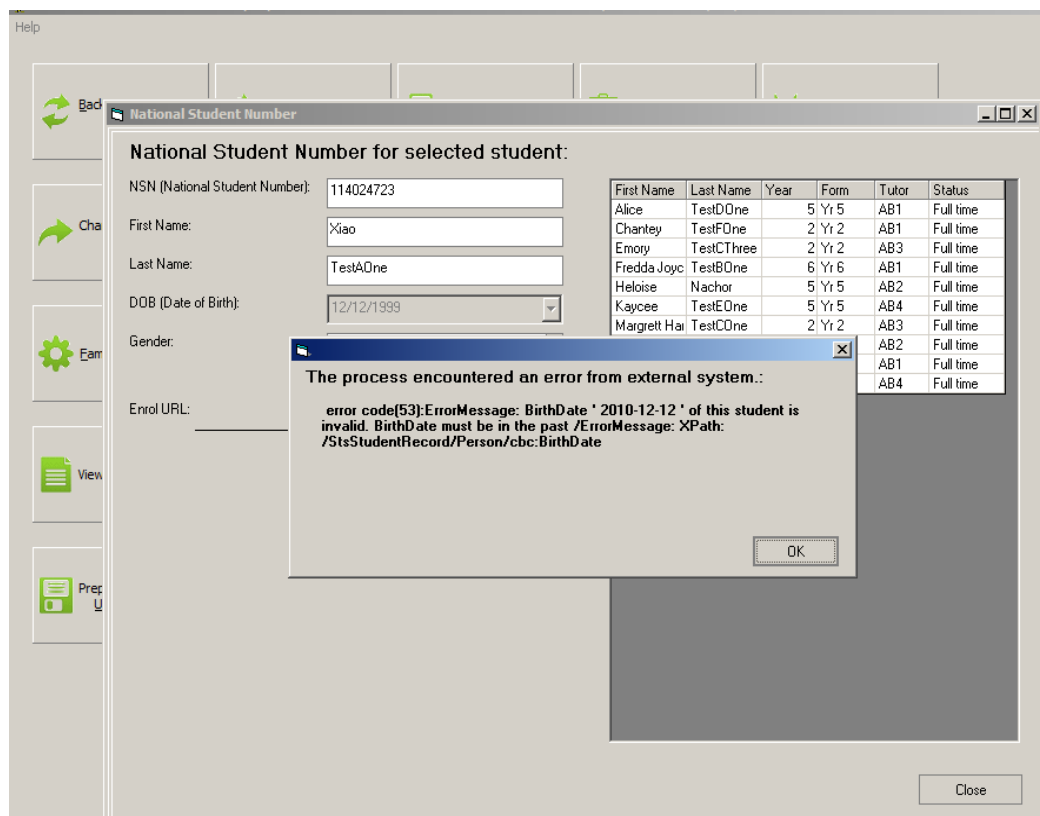 Help
Back
National Student Number
National Student Number for selected student:
NSN (National Student Number): 114024723
First Name: Xiao
Last Name: TestAOne
DOB (Date of Birth): 12/12/1999
Gender:
Enrol URL:
Cha
Fam
View
Prep
U
First Name Last Name Year Form Tutor Status
Alice TestDOne 5 Yr 5 AB1 Full time
Chantey TestFOne 2 Yr 2 AB1 Full time
Emory TestCThree 2 Yr 2 AB3 Full time
Fredda Joyc TestBOne 6 Yr 6 AB1 Full time
Heloise Nachor 5 Yr 5 AB2 Full time
Kaycee TestEOne 5 Yr 5 AB4 Full time
Margrett Hai TestCOne 2 Yr 2 AB3 Full time
AB2 Full time
AB1 Full time
AB4 Full time
The process encountered an error from external system.:
error code(53):ErrorMessage: BirthDate ' 2010-12-12 ' of this student is
invalid. BirthDate must be in the past /ErrorMessage: XPath:
/StsStudentRecord/Person/cbc:BirthDate
OK
Close